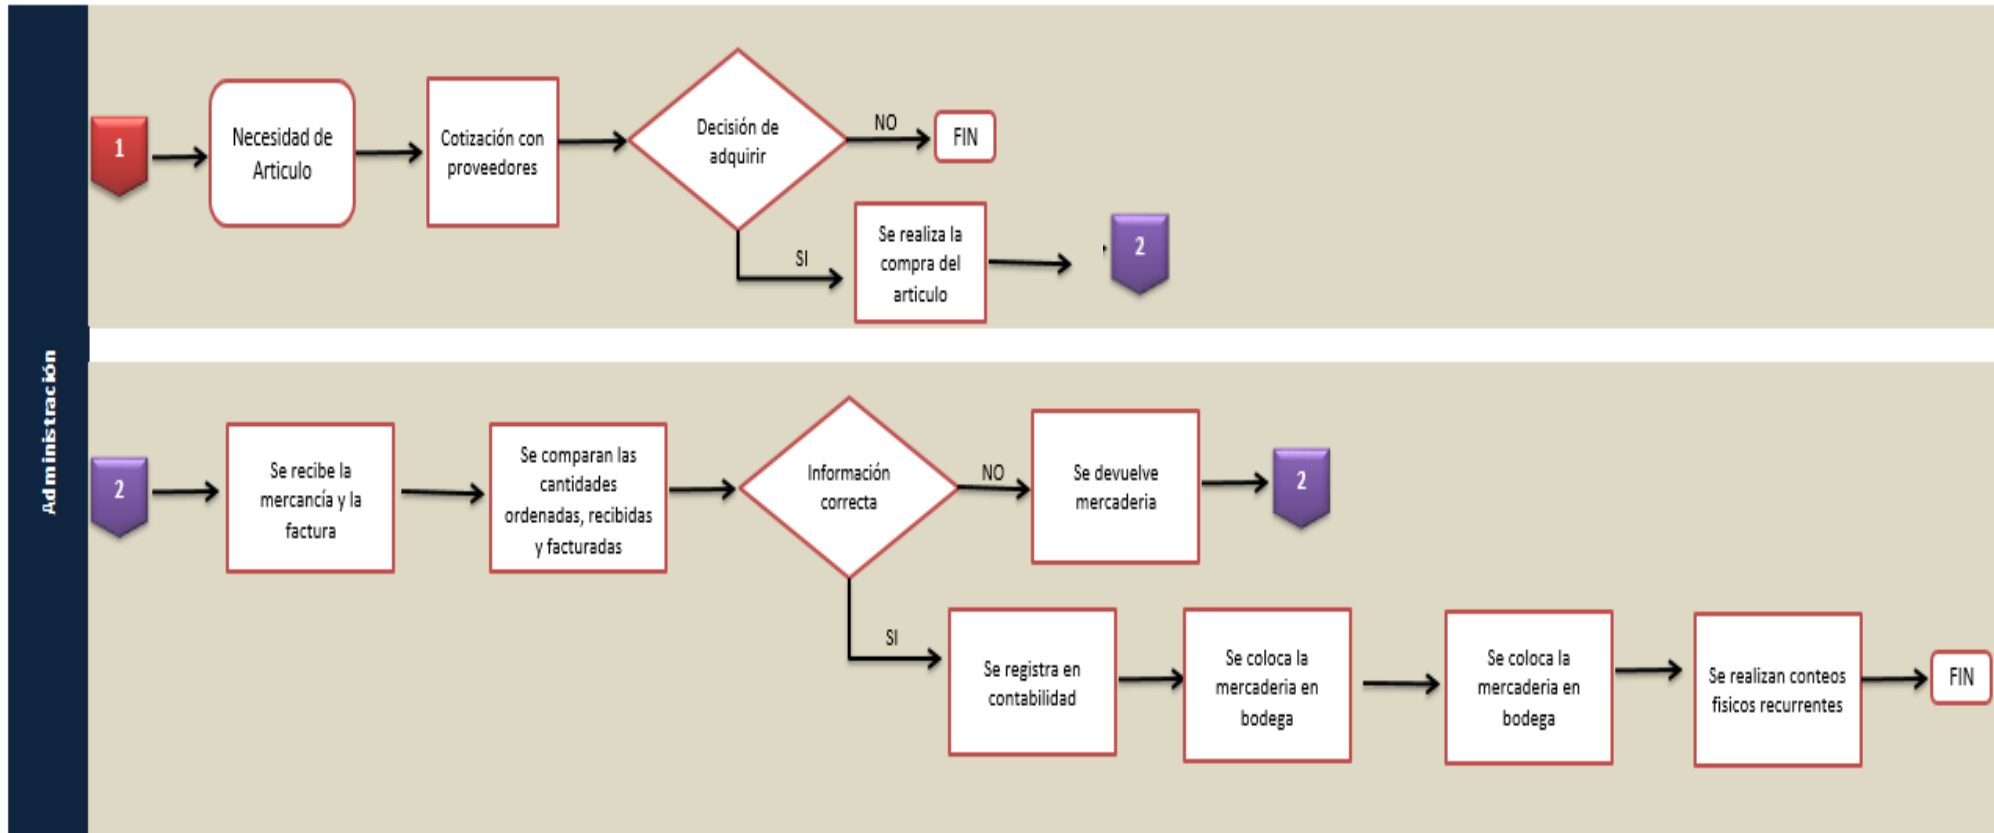 Administración
1
Necesidad de
Articulo
Cotización con
proveedores
Decisión de
adquirir
NO
FIN
SI
Se realiza la
compra del
articulo
2
2
Se recibe la
mercancía y la
factura
Se comparan las
cantidades
ordenadas, recibidas
y facturadas
Información
correcta
NO
Se devuelve
mercaderia
2
SI
Se registra en
contabilidad
Se coloca la
mercaderia en
bodega
Se coloca la
mercaderia en
bodega
Se realizan conteos
fisicos recurrentes
FIN